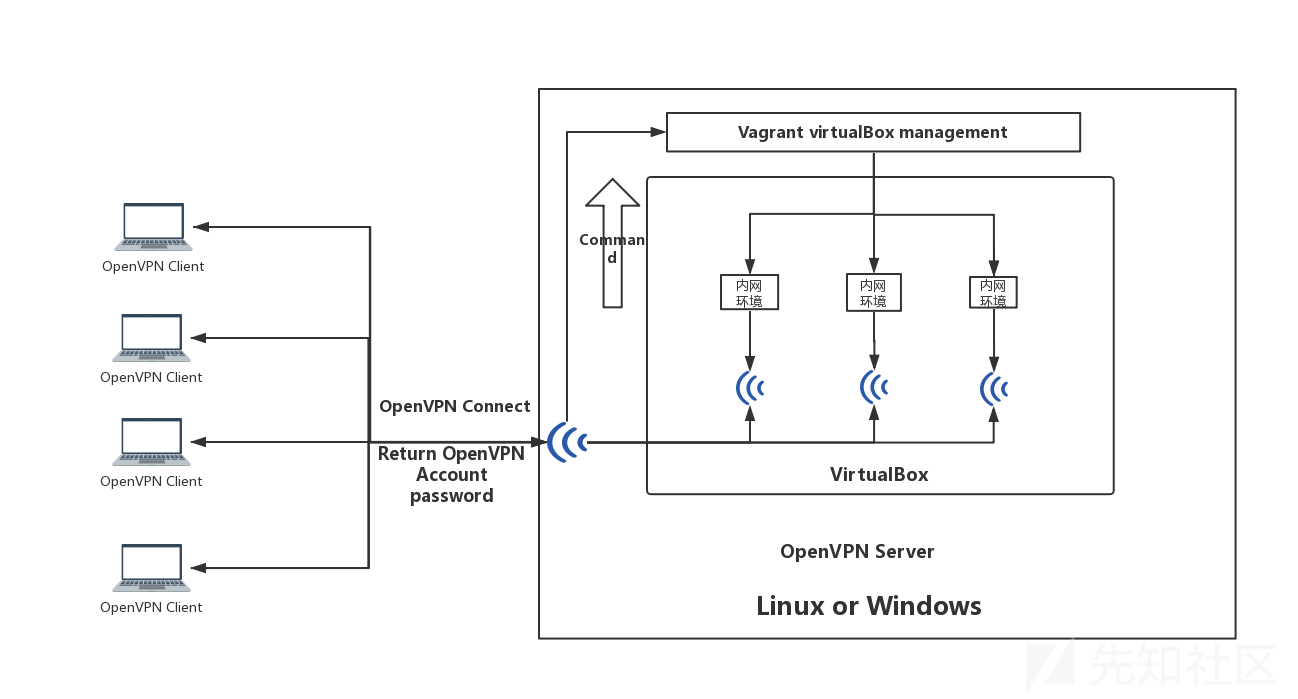 Vagrant virtualBox management
Comman
d
内网
环境
内网
环境
内网
环境
OpenVPN Client
OpenVPN Client
OpenVPN Client
OpenVPN Client
OpenVPN Connect
Return OpenVPN
Account
password
VirtualBox
OpenVPN Server
Linux or Windows
先知社区